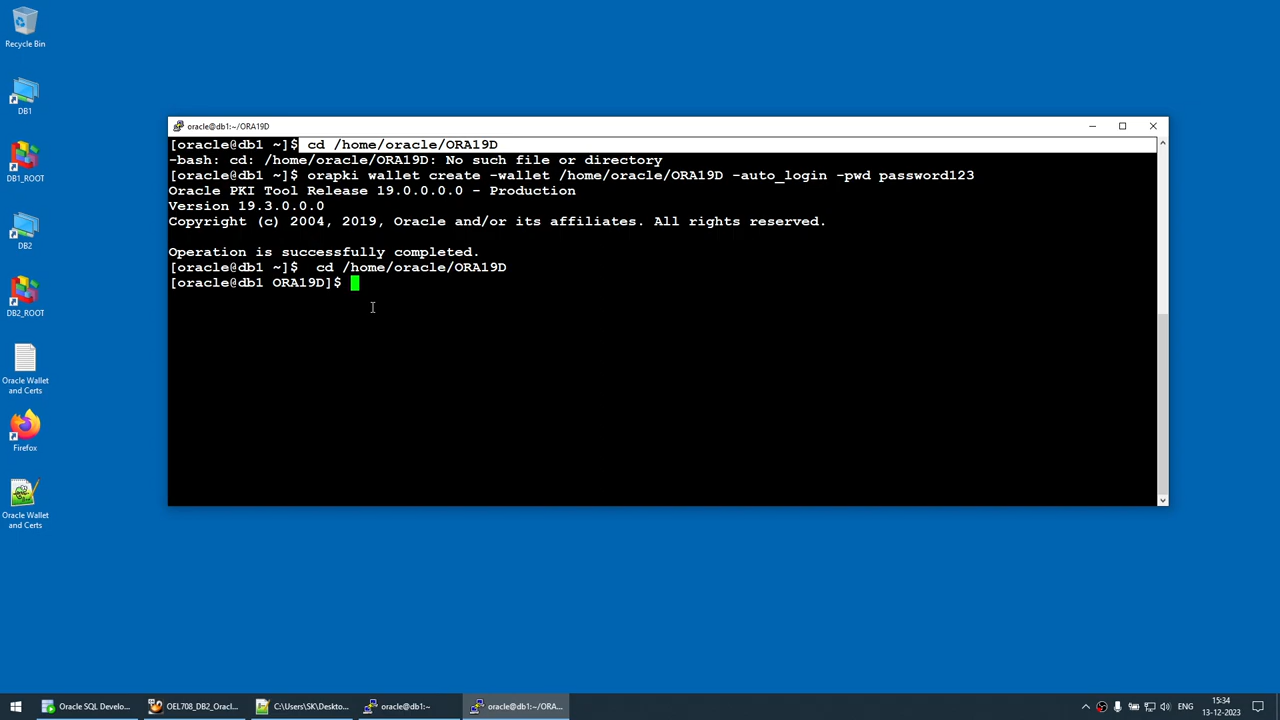 Recycle Bin
DB1
DB1_ROOT
DB2
DB2_ROOT
Oracle Wallet
and Certs
Firefox
Oracle Wallet
and Certs
oracle@db1:~/ORA19D
[oracle@db1 ~]$ cd /home/oracle/ORA19D
-bash: cd: /home/oracle/ORA19D: No such file or directory
[oracle@db1 ~]$ orapki wallet create -wallet /home/oracle/ORA19D -auto_login -pwd password123
Oracle PKI Tool Release 19.0.0.0.0 - Production
Version 19.3.0.0.0
Copyright (c) 2004, 2019, Oracle and/or its affiliates. All rights reserved.
Operation is successfully completed.
[oracle@db1 ~]$  cd /home/oracle/ORA19D
[oracle@db1 ORA19D]$
Oracle SQL Develo...
OEL708_DB2_Oracl...
C:\Users\SK\Deskto...
oracle@db1:~
oracle@db1:~/ORA...
ENG
15:34
13-12-2023